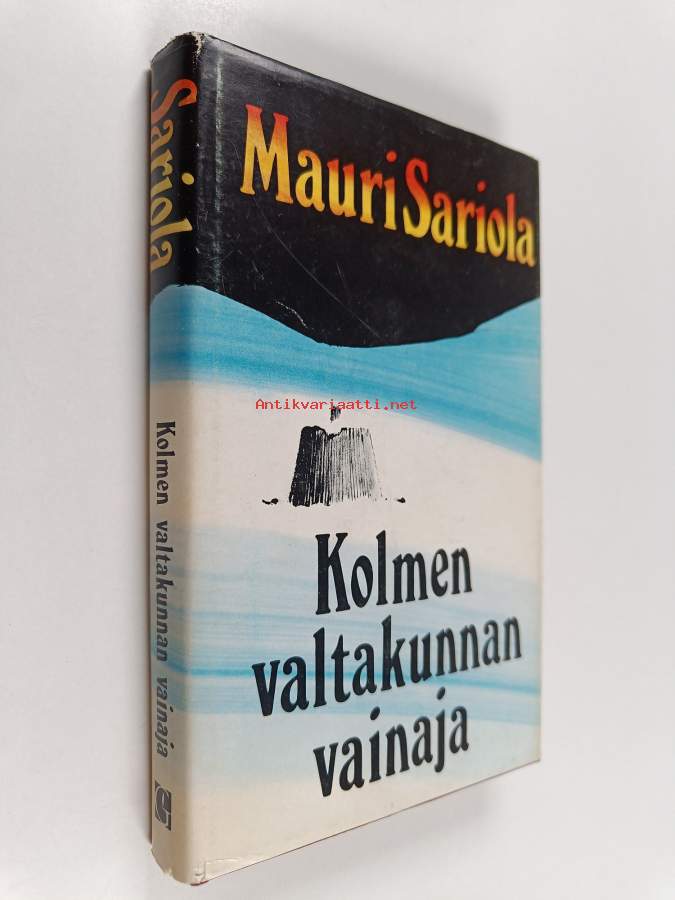 Sariola
Kolmen valtakunnan vainaja
G
Mauri Sariola
Antikvariaatti.net
Kolmen
valtakunnan
vainaja